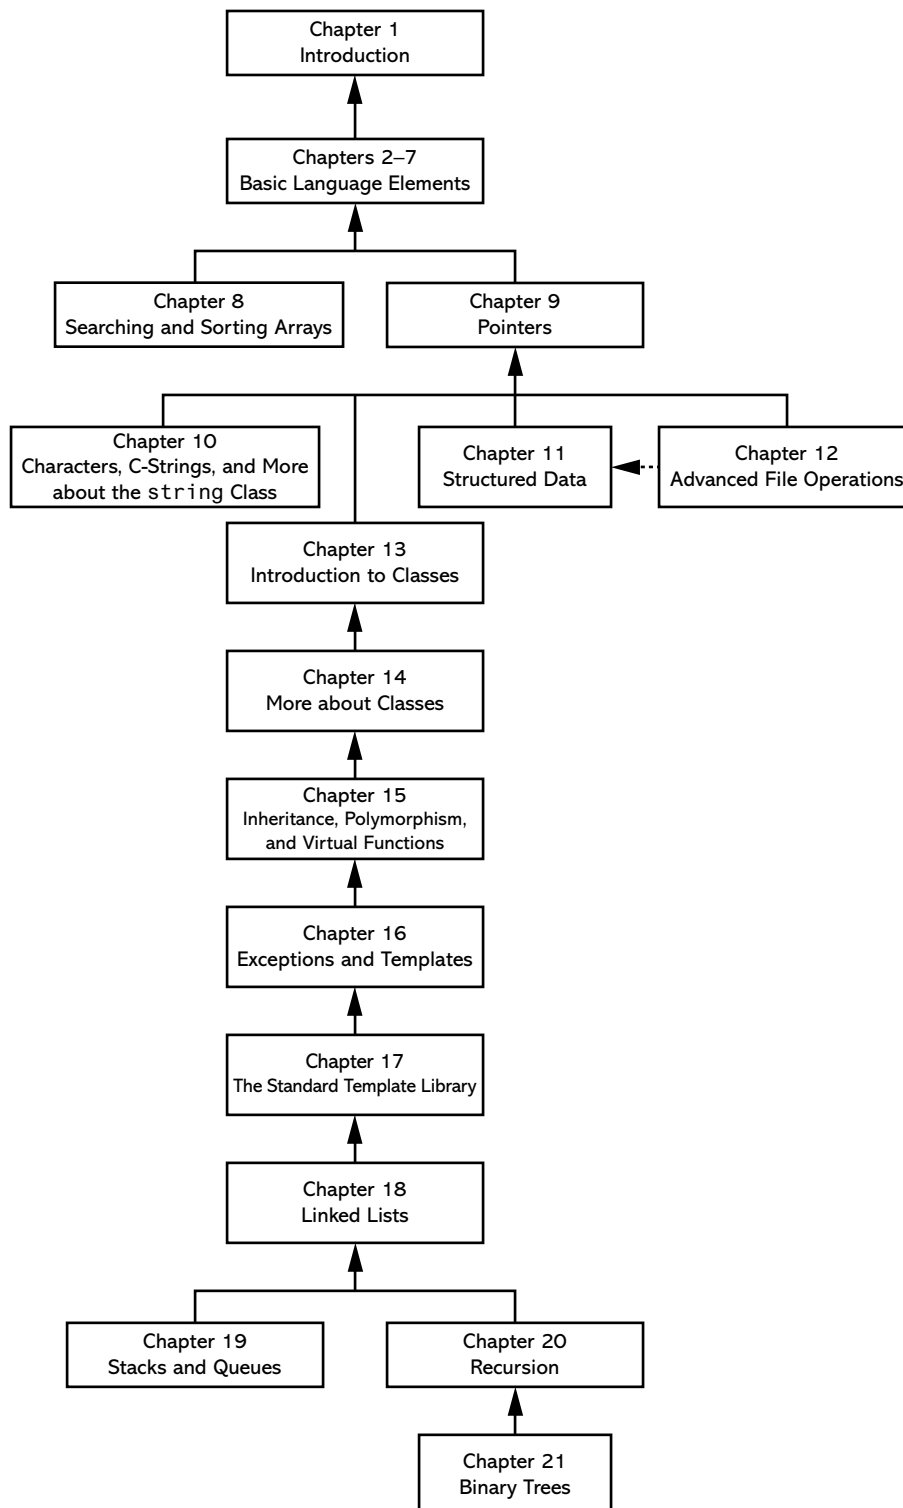 Chapter 1
Introduction
Chapters 2–7
Basic Language Elements
Chapter 8
Searching and Sorting Arrays
Chapter 9
Pointers
Chapter 10
Characters, C-Strings, and More
about the string Class
Chapter 11
Structured Data
Chapter 12
Advanced File Operations
Chapter 13
Introduction to Classes
Chapter 14
More about Classes
Chapter 15
Inheritance, Polymorphism,
and Virtual Functions
Chapter 16
Exceptions and Templates
Chapter 17
The Standard Template Library
Chapter 18
Linked Lists
Chapter 19
Stacks and Queues
Chapter 20
Recursion
Chapter 21
Binary Trees